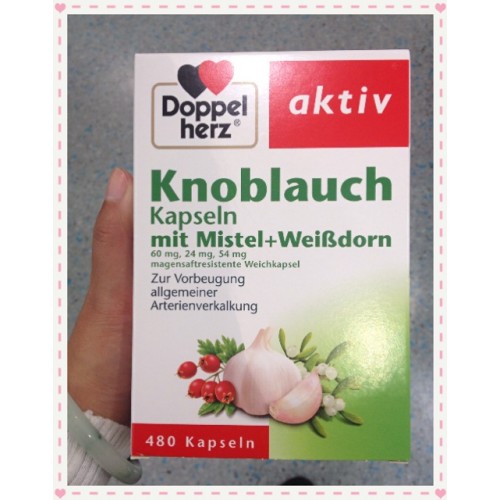 Doppel
herz®
aktiv
Knoblauch
Kapseln
mit Mistel+Weißdorn
60 mg, 24 mg, 54 mg
magensaftresistente Weichkapsel
Zur Vorbeugung
allgemeiner
Arterienverkalkung
480 Kapseln